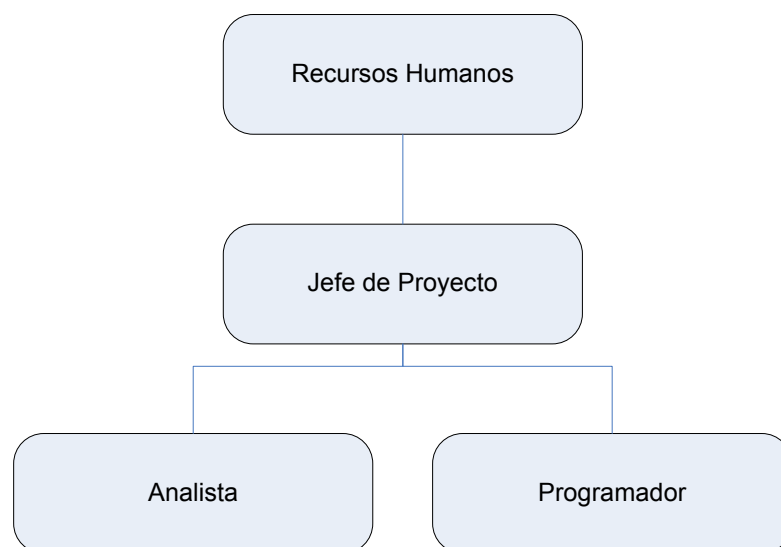 Recursos Humanos
Jefe de Proyecto
Analista
Programador